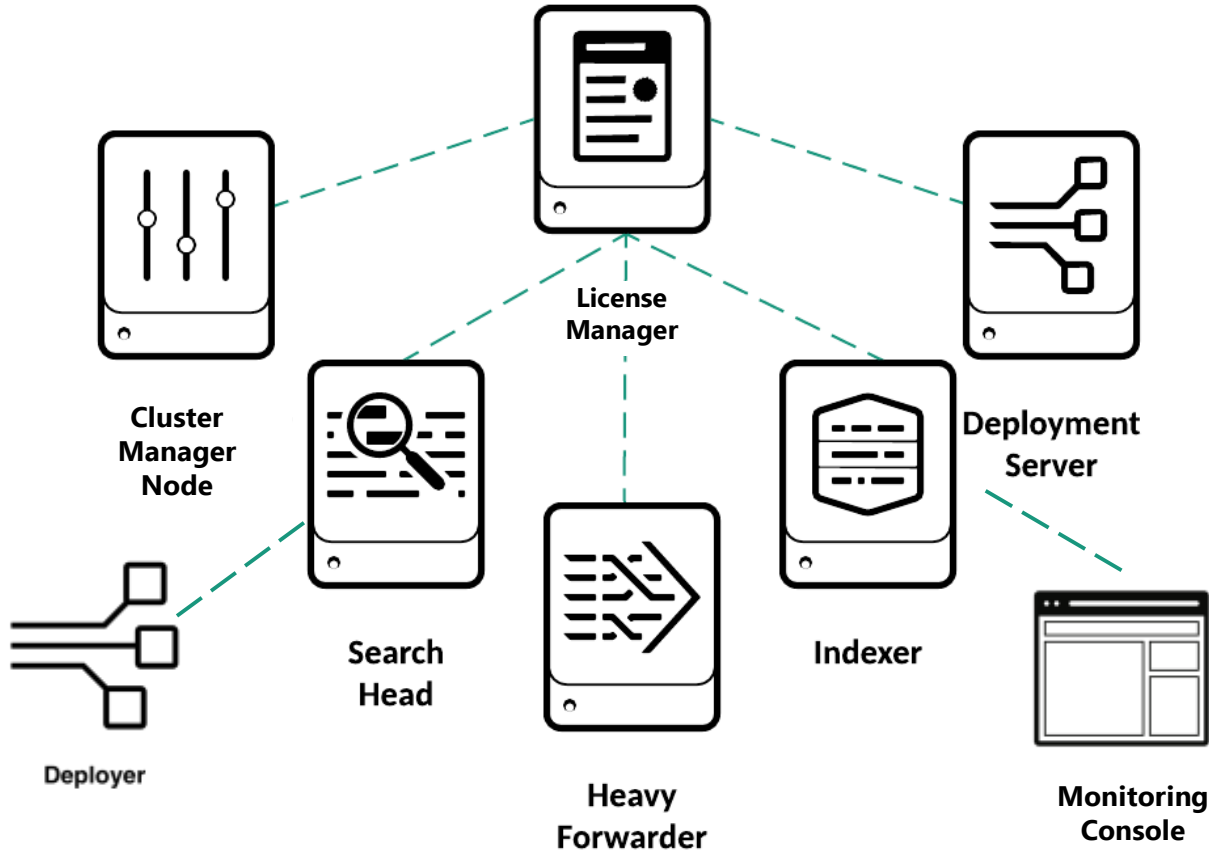 License
Manager
Cluster
Manager
Node
Deployment
Server
Search
Head
Indexer
Deployer
Heavy
Forwarder
Monitoring
Console